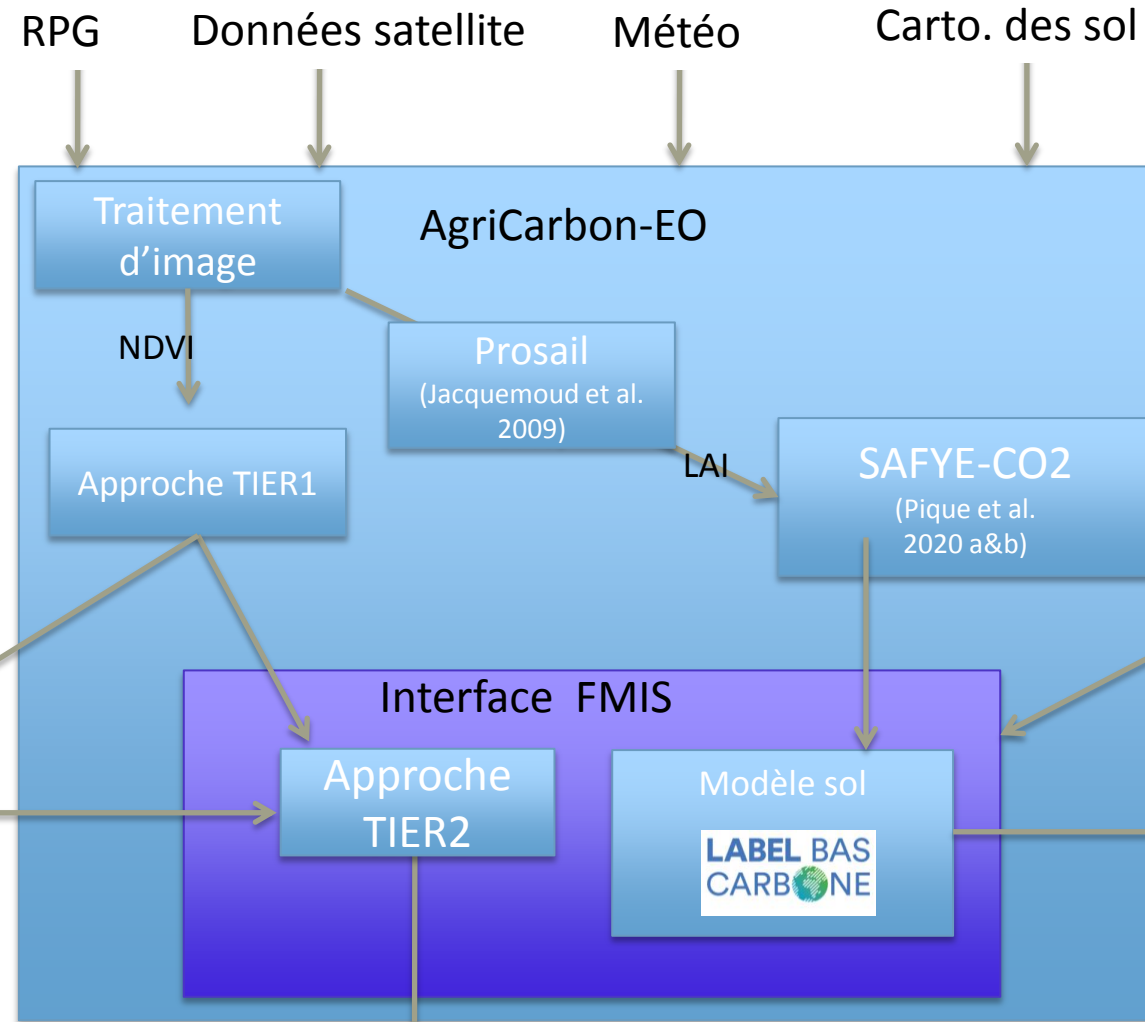 RPG
Données satellite
Météo
Carto. des sol
Traitement
d'image
AgriCarbon-EO
NDVI
Prosail
(Jacquemoud et al.
2009)
LAI
Approche TIER1
SAFYE-CO2
(Pique et al.
2020 a&b)
Interface FMIS
Approche
TIER2
Modèle sol
LABEL BAS
CARBONE